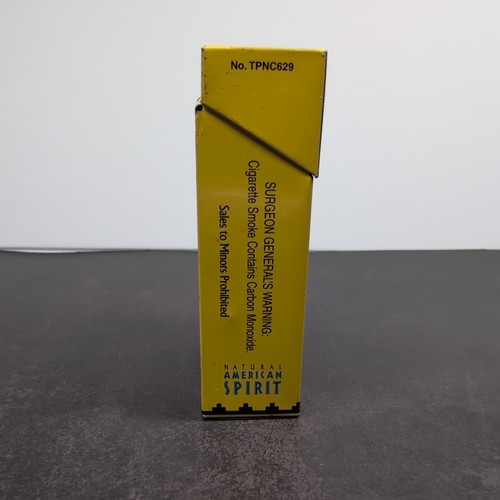 No. TPNC629
SURGEON GENERAL'S WARNING:
Cigarette Smoke Contains Carbon Monoxide.
Sales to Minors Prohibited
NATURAL
AMERICAN
SPIRIT